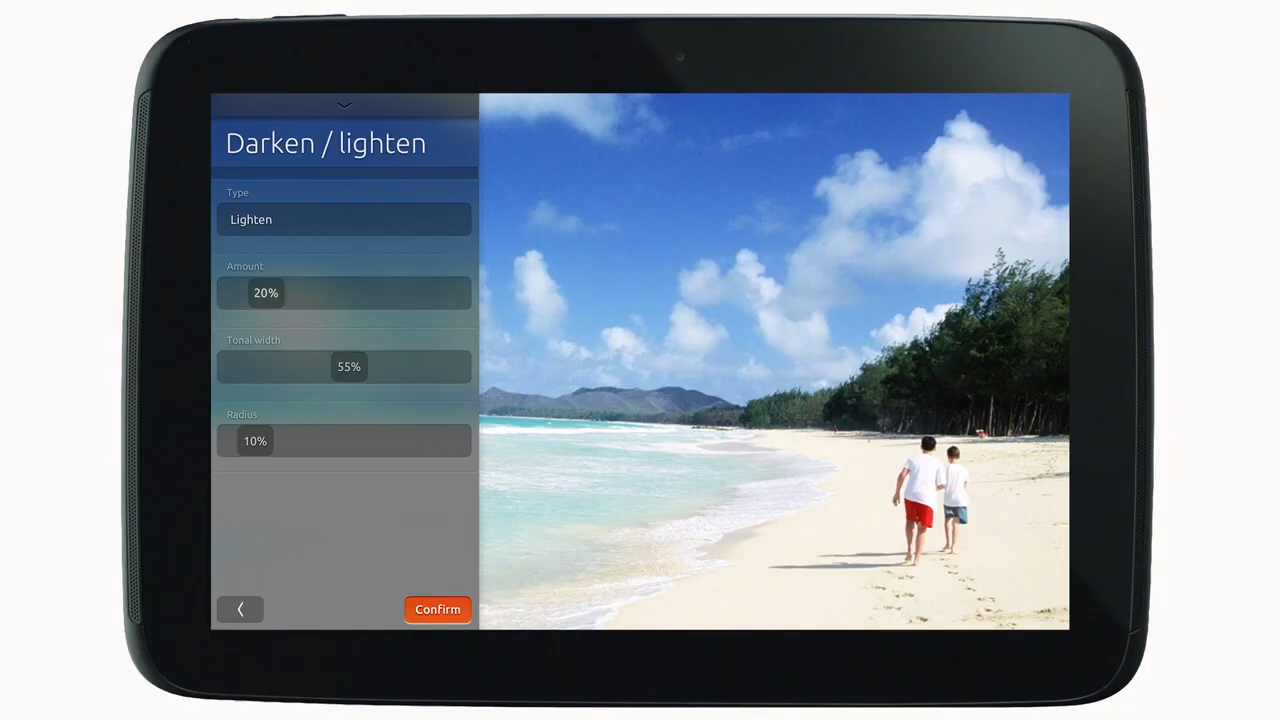 Darken / lighten
Type
Lighten
Amount
20%
Tonal width
55%
Radius
10%
Confirm